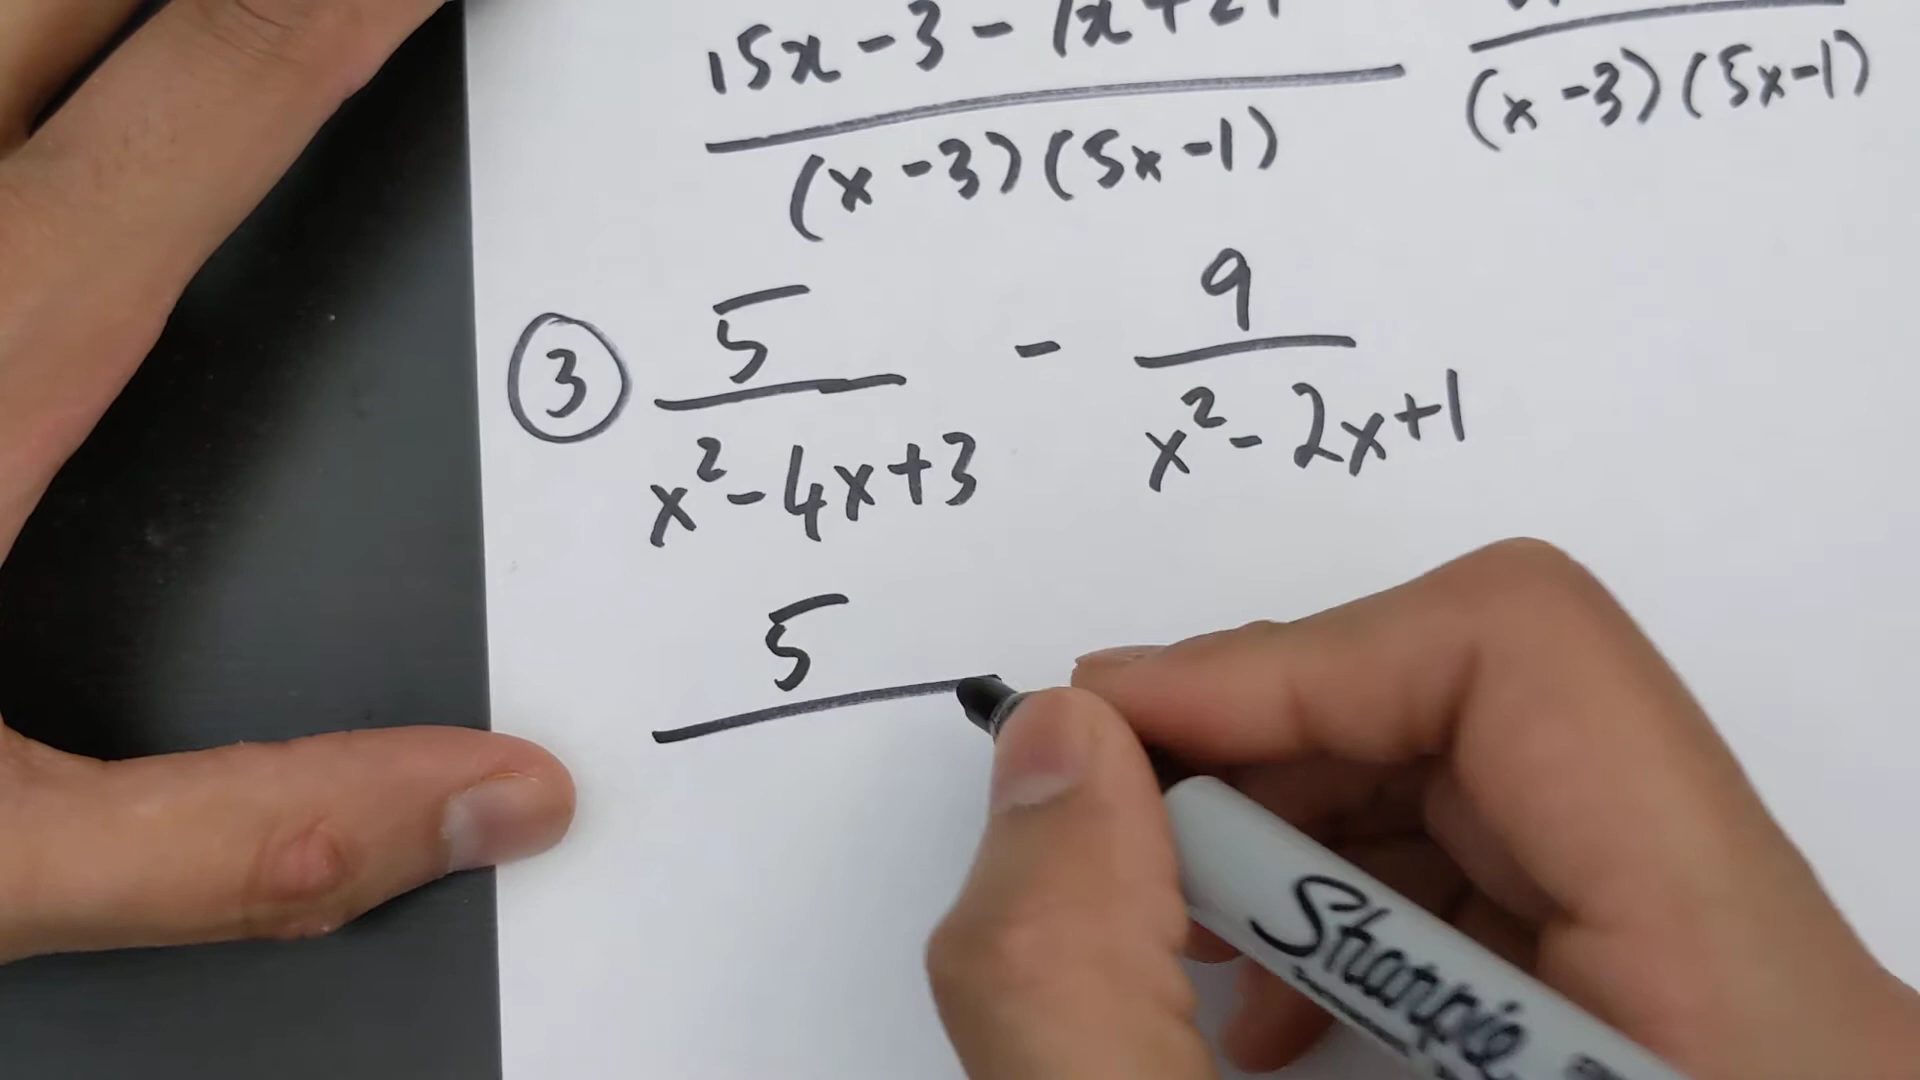 15x - 3 -
(x - 3) (5x - 1)
(x - 3) (5x - 1)
③ 5 - 9
x² - 4x + 3
x² - 2x + 1
5
Sharpie